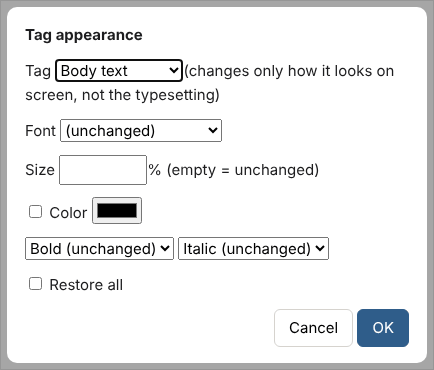 Tag appearance
Tag Body text (changes only how it looks on
screen, not the typesetting)
Font (unchanged)
Size % (empty = unchanged)
Color
Bold (unchanged) Italic (unchanged)
Restore all
Cancel OK